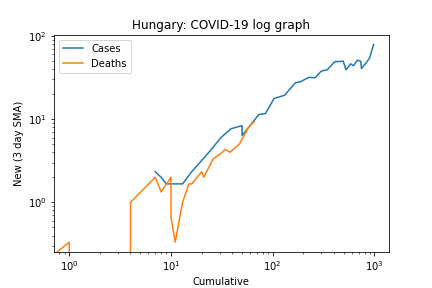 Hungary: COVID-19 log graph
Cases
Deaths
New (3 day SMA)
10²
10¹
10⁰
10⁰ 10¹ 10² 10³
Cumulative